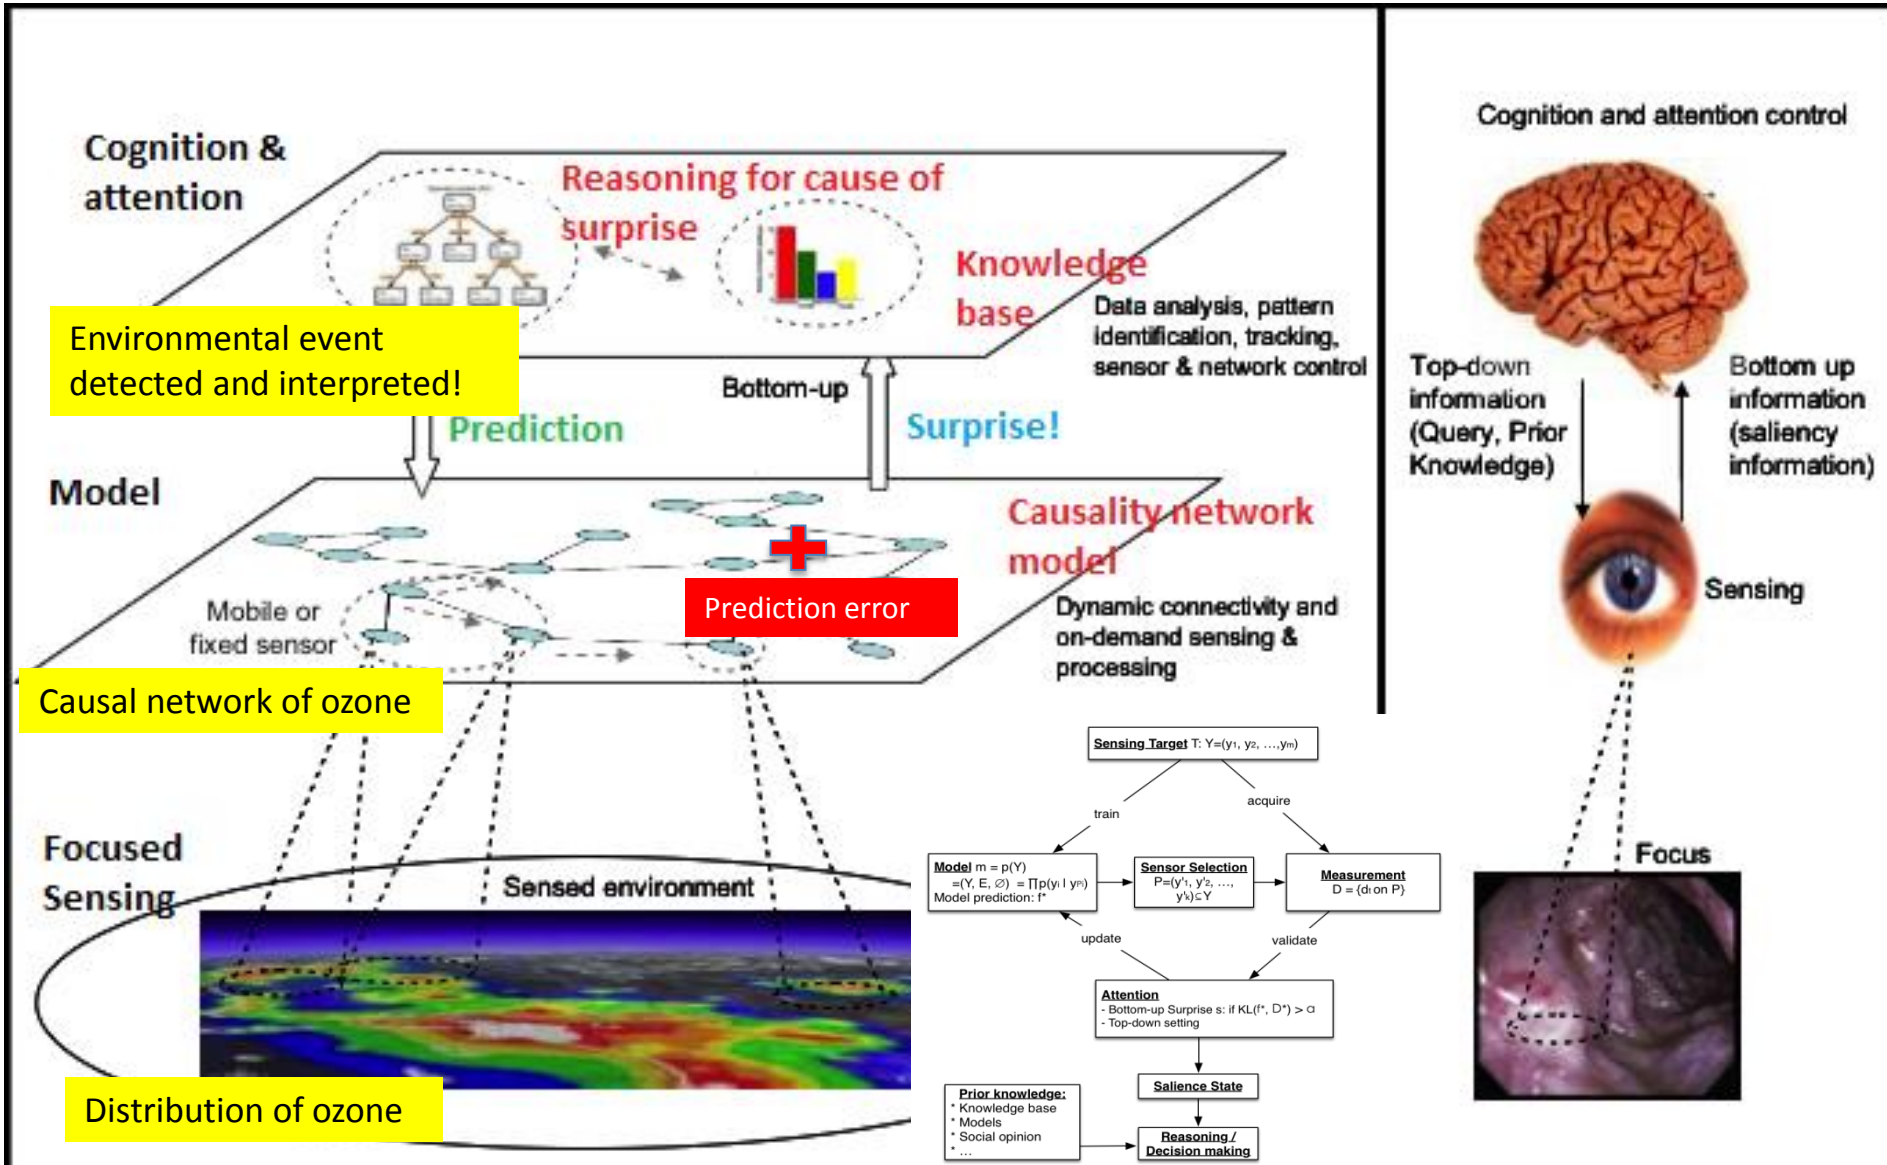 Cognition &
attention
Reasoning for cause of
surprise
Knowledge
base
Data analysis, pattern
identification, tracking,
sensor & network control
Environmental event
detected and interpreted!
Bottom-up
Prediction
Surprise!
Model
Causality network
model
Prediction error
Mobile or
fixed sensor
Dynamic connectivity and
on-demand sensing &
processing
Causal network of ozone
Focused
Sensing
Sensed environment
Distribution of ozone
Sensing Target T: Y=(y₁, y₂, …,yₘ)
train
acquire
Model m = p(Y)
=(Y, E, ∅) = ∏p(yᵢ | yᴾⁱ)
Model prediction: f*
Sensor Selection
P=(y'₁, y'₂, …,
y'ₖ)⊆Y
Measurement
D = {dᵢ on P}
update
validate
Attention
- Bottom-up Surprise s: if KL(f*, D*) > α
- Top-down setting
Salience State
Prior knowledge:
* Knowledge base
* Models
* Social opinion
* …
Reasoning /
Decision making
Cognition and attention control
Top-down
information
(Query, Prior
Knowledge)
Bottom up
information
(saliency
information)
Sensing
Focus